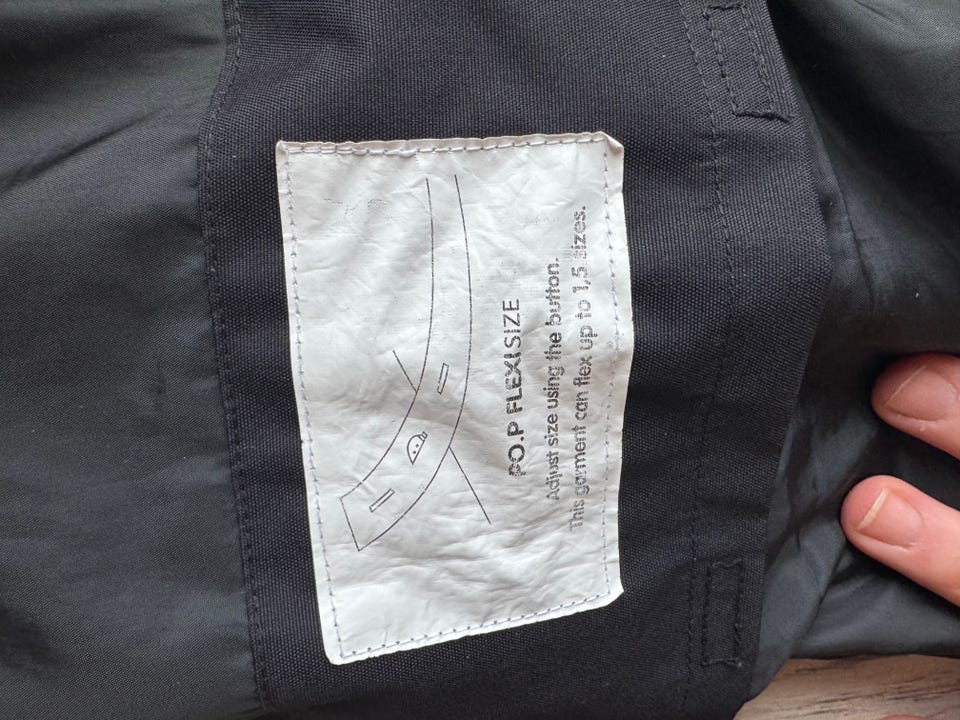 PO.P FLEXISIZE
Adjust size using the button.
This garment can flex up to 1,5 sizes.